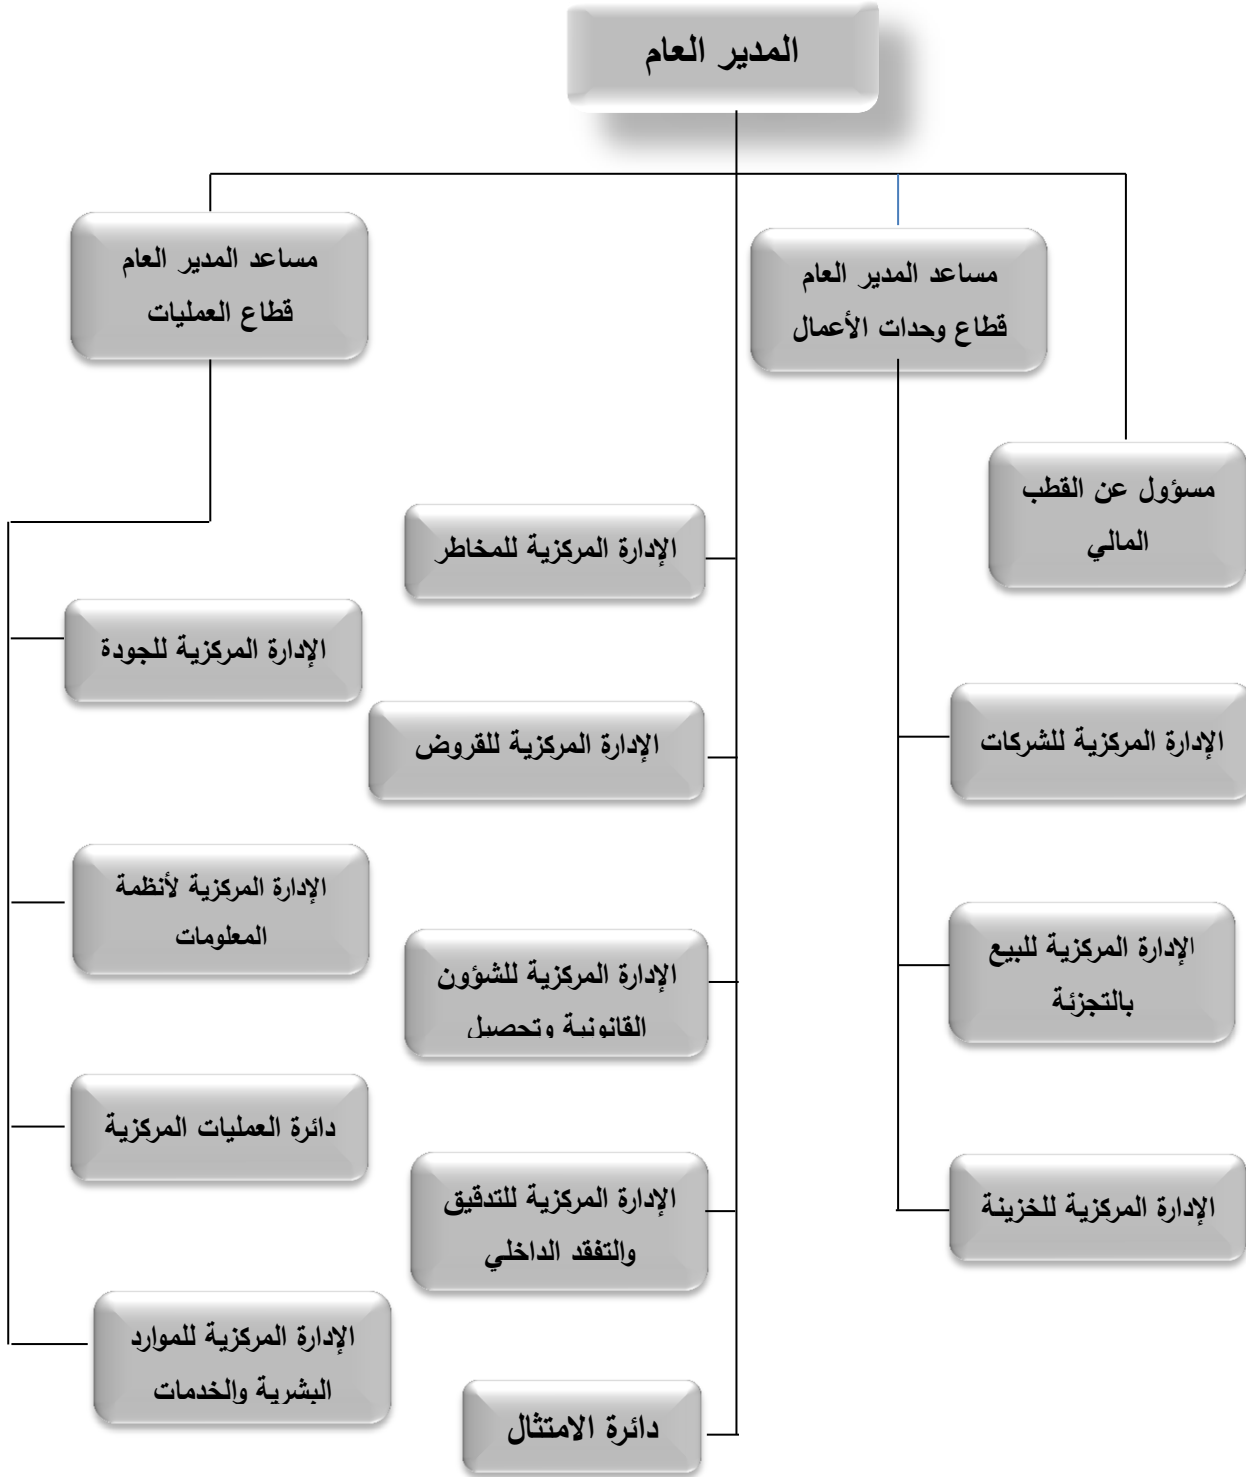 المدير العام
مساعد المدير العام
قطاع وحدات الأعمال
مساعد المدير العام
قطاع العمليات
مسؤول عن القطب
المالي
الإدارة المركزية للشركات
الإدارة المركزية للبيع
بالتجزئة
الإدارة المركزية للخزينة
الإدارة المركزية للمخاطر
الإدارة المركزية للقروض
الإدارة المركزية للشؤون
القانونية وتحصيل
الإدارة المركزية للتدقيق
والتفقد الداخلي
دائرة الامتثال
الإدارة المركزية للجودة
الإدارة المركزية لأنظمة
المعلومات
دائرة العمليات المركزية
الإدارة المركزية للموارد
البشرية والخدمات